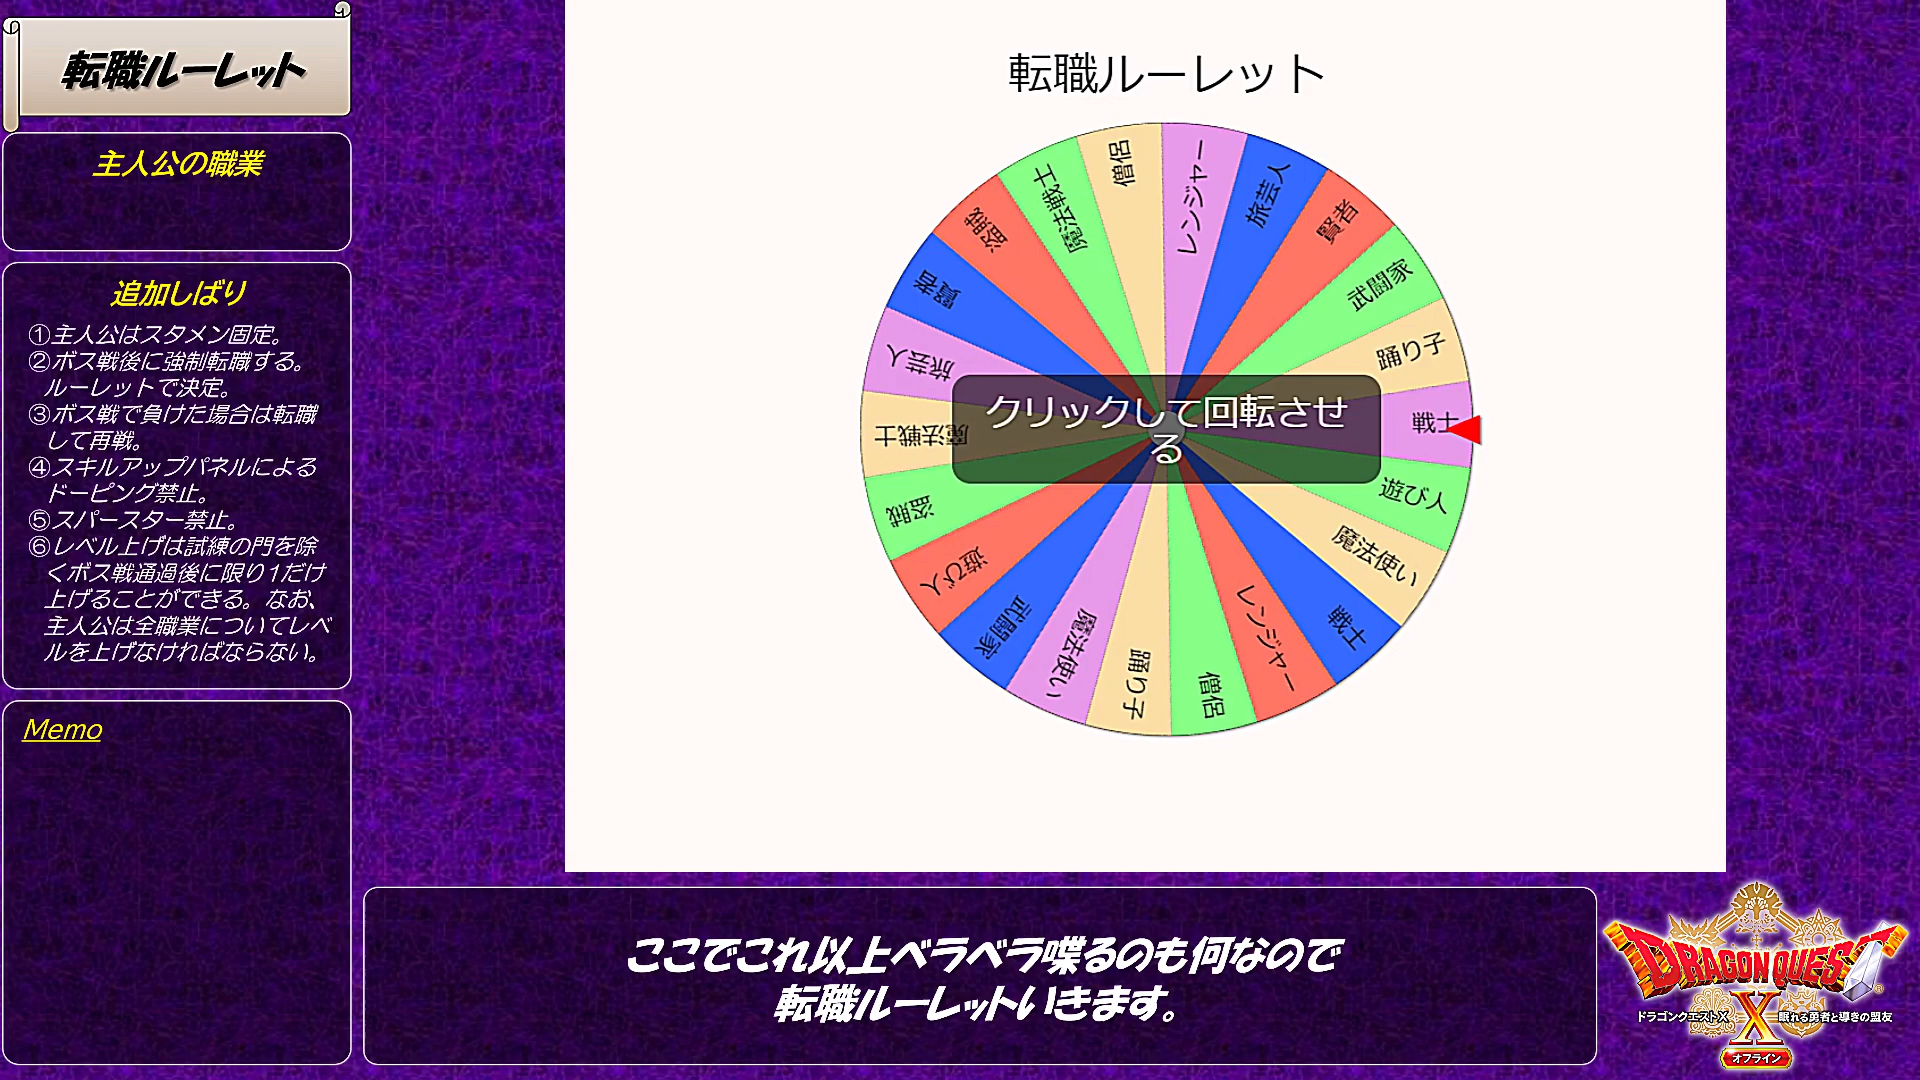 転職ルーレット
主人公の職業
追加しばり
①主人公はスタメン固定。
②ボス戦後に強制転職する。
ルーレットで決定。
③ボス戦で負けた場合は転職
して再戦。
④スキルアップパネルによる
ドーピング禁止。
⑤スパースター禁止。
⑥レベル上げは試練の門を除
くボス戦通過後に限り1だけ
上げることができる。なお、
主人公は全職業についてレベ
ルを上げなければならない。
Memo
転職ルーレット
レンジャー
旅芸人
賢者
武闘家
踊り子
戦士
遊び人
魔法使い
戦士
レンジャー
僧侶
踊り子
魔法使い
武闘家
遊び人
盗賊
魔法戦士
旅芸人
賢者
盗賊
魔法戦士
僧侶
クリックして回転させ
る
ここでこれ以上ベラベラ喋るのも何なので
転職ルーレットいきます。
DRAGON QUEST
X
ドラゴンクエストX 眠れる勇者と導きの盟友
オフライン